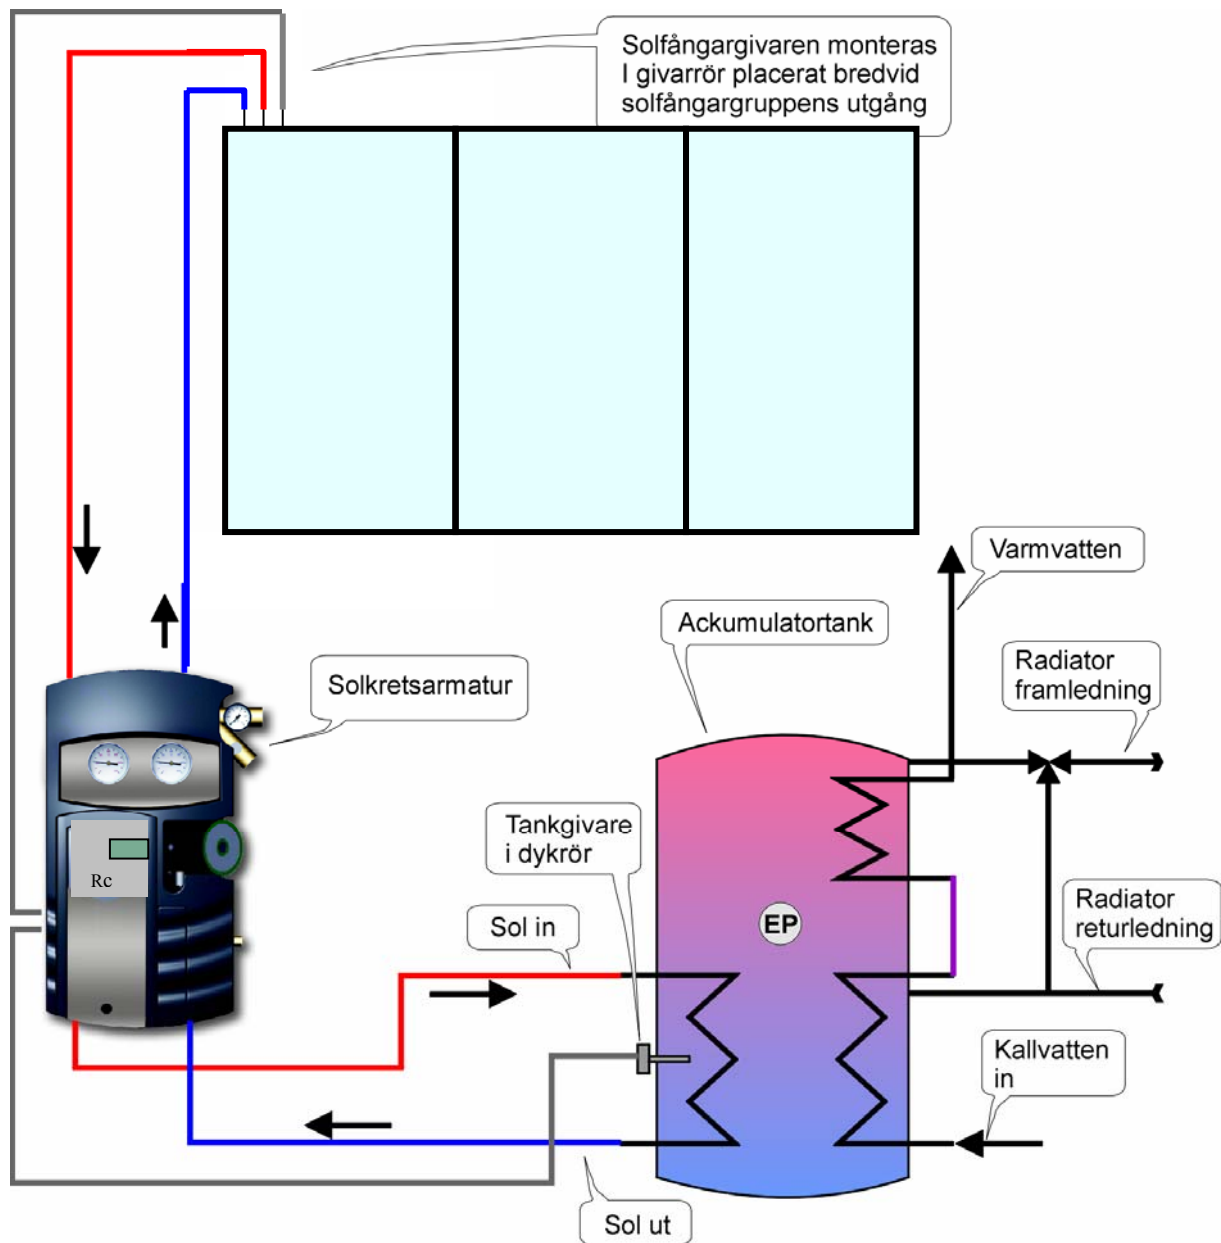 Solfångargivaren monteras
I givarrör placerat bredvid
solfångargruppens utgång
Varmvatten
Ackumulatortank
Radiator
framledning
Solkretsarmatur
Tankgivare
i dykrör
Rc
EP
Sol in
Radiator
returledning
Kallvatten
in
Sol ut